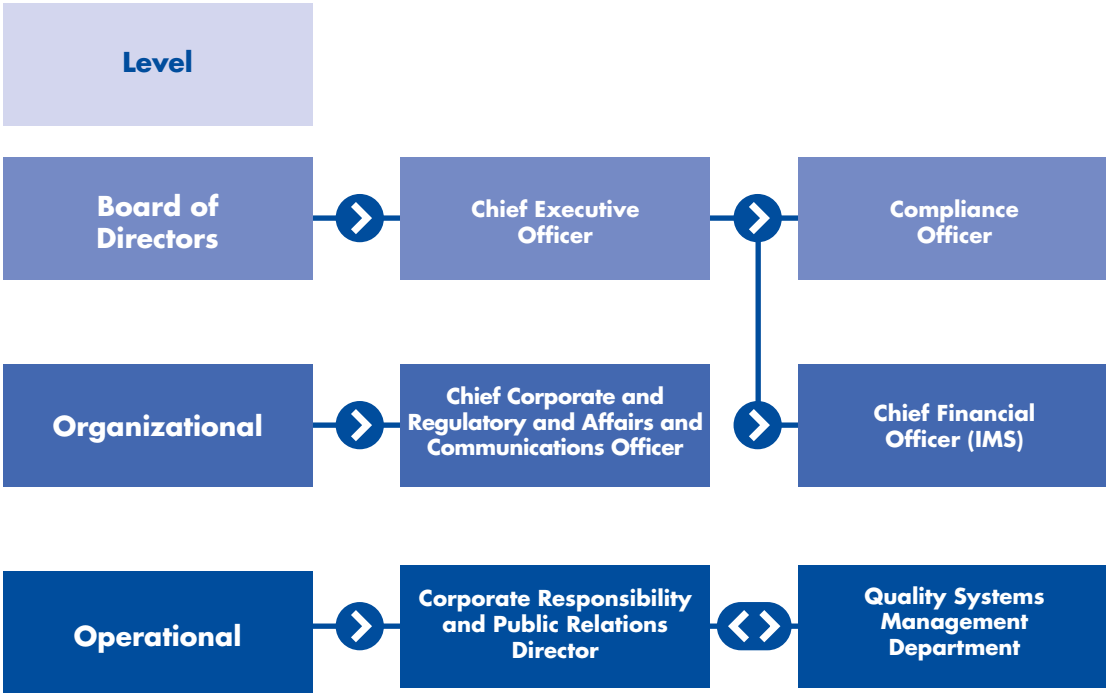 Level
Board of
Directors
Chief Executive
Officer
Compliance
Officer
Organizational
Chief Corporate and
Regulatory and Affairs and
Communications Officer
Chief Financial
Officer (IMS)
Operational
Corporate Responsibility
and Public Relations
Director
Quality Systems
Management
Department